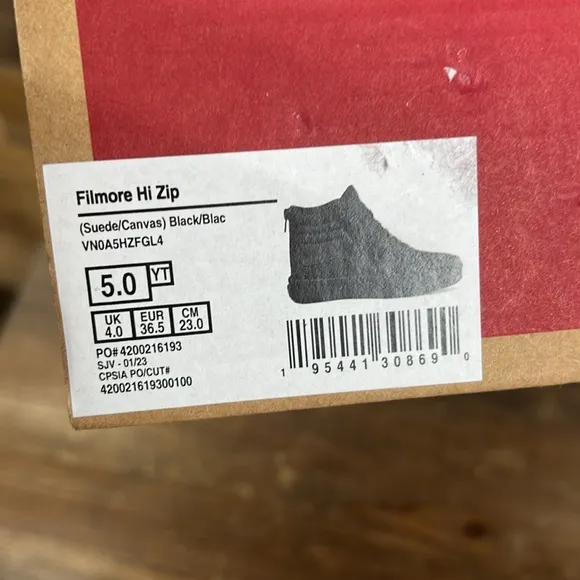 Filmore Hi Zip
(Suede/Canvas) Black/Blac
VN0A5HZFGL4
5.0 YT
UK EUR CM
4.0 36.5 23.0
PO# 4200216193
SJV - 01/23
CPSIA PO/CUT#
420021619300100
1 95441 30869 0